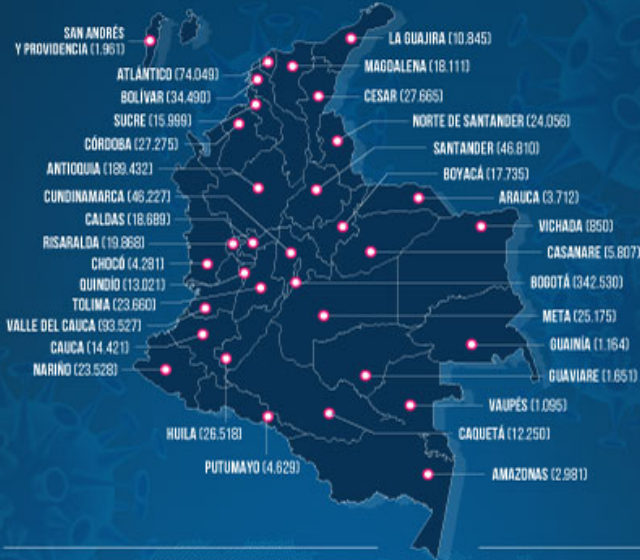 SAN ANDRÉS
Y PROVIDENCIA (1.961)
ATLÁNTICO (74.049)
BOLÍVAR (34.490)
SUCRE (15.999)
CÓRDOBA (27.275)
ANTIOQUIA (189.432)
CUNDINAMARCA (46.227)
CALDAS (18.689)
RISARALDA (19.868)
CHOCÓ (4.281)
QUINDÍO (13.021)
TOLIMA (23.660)
VALLE DEL CAUCA (93.527)
CAUCA (14.421)
NARIÑO (23.528)
HUILA (26.518)
PUTUMAYO (4.629)
LA GUAJIRA (10.845)
MAGDALENA (18.111)
CESAR (27.665)
NORTE DE SANTANDER (24.056)
SANTANDER (46.810)
BOYACÁ (17.735)
ARAUCA (3.712)
VICHADA (850)
CASANARE (5.807)
BOGOTÁ (342.530)
META (25.175)
GUAINÍA (1.164)
GUAVIARE (1.651)
VAUPÉS (1.095)
CAQUETÁ (12.250)
AMAZONAS (2.981)